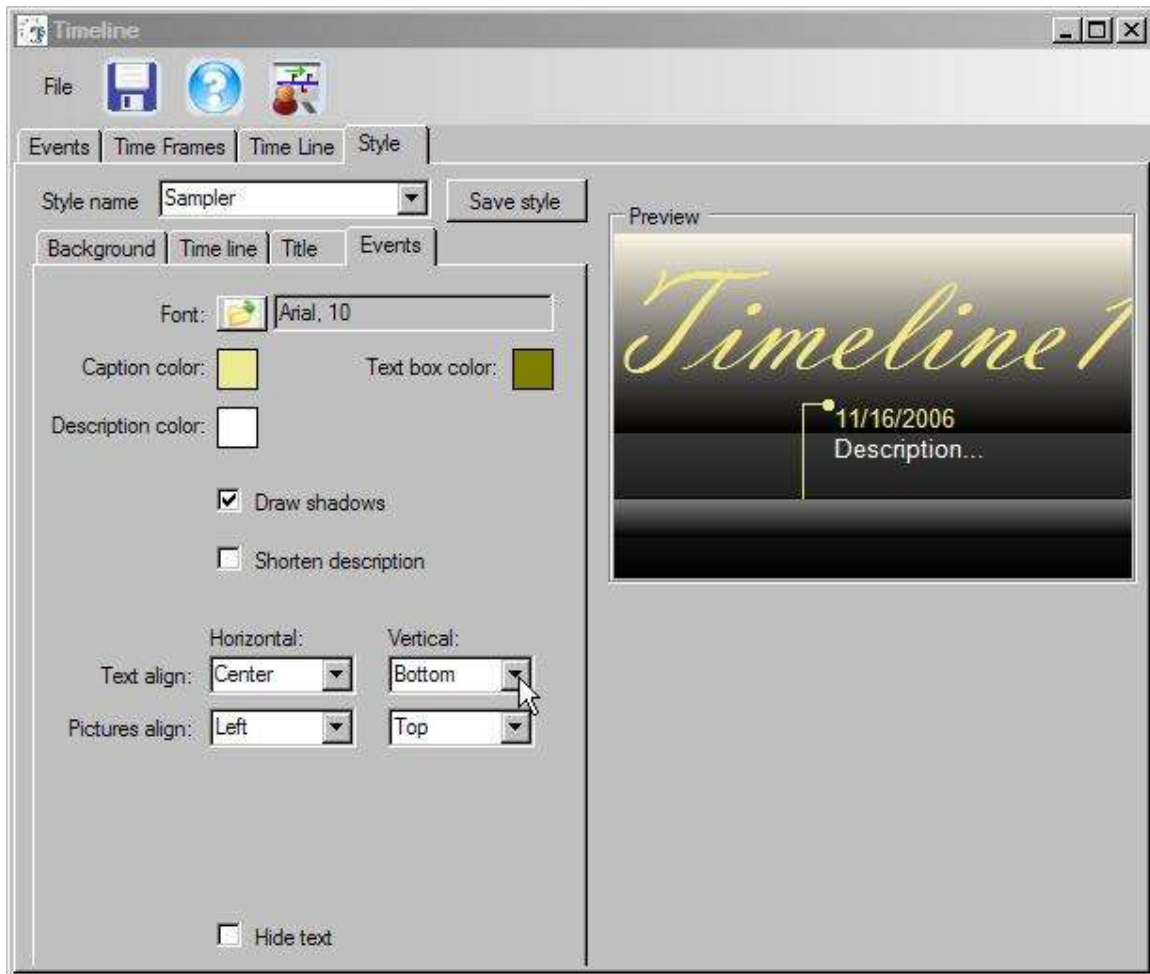 Timeline
File
Events Time Frames Time Line Style
Style name Sampler Save style
Background Time line Title Events
Font: Arial, 10
Caption color: Text box color:
Description color:
Draw shadows
Shorten description
Horizontal: Vertical:
Text align: Center Bottom
Pictures align: Left Top
Hide text
Preview
Timeline1
11/16/2006
Description...